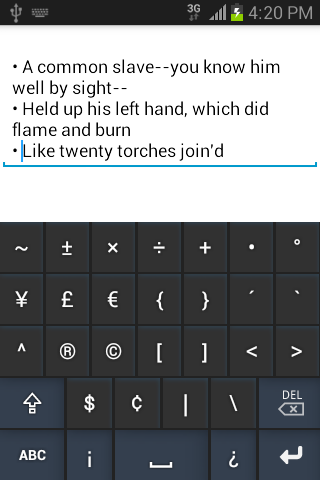 3G 4:20 PM
• A common slave--you know him
well by sight--
• Held up his left hand, which did
flame and burn
• Like twenty torches join'd
~ ± × ÷ + • °
¥ £ € { } ´ `
^ ® © [ ] < >
$ ¢ | \ DEL
ABC ¡ ¿